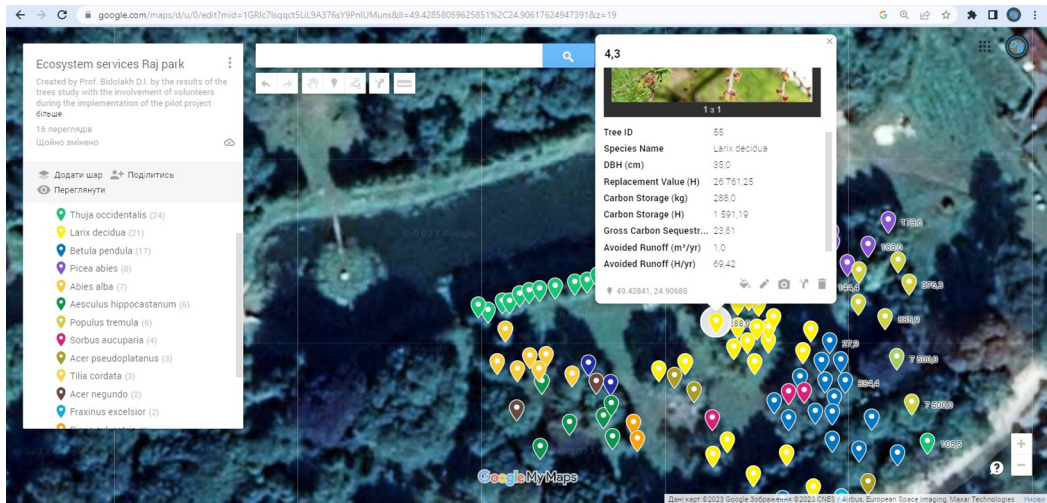 google.com/maps/d/u/0/edit?mid=1GRIc7lsqqct5LiL9A376sY9PnIUMuns&ll=49.42858059625851%2C24.906176249473918&z=19
Ecosystem services Raj park
Created by Prof. Bidolakh D.I. by the results of the
trees study with the involvement of volunteers
during the implementation of the pilot project
більше
16 переглядів
Щойно змінено
Додати шар
Поділитись
Переглянути
Thuja occidentalis (24)
Larix decidua (21)
Betula pendula (17)
Picea abies (8)
Abies alba (7)
Aesculus hippocastanum (6)
Populus tremula (6)
Sorbus aucuparia (4)
Acer pseudoplatanus (3)
Tilia cordata (3)
Acer negundo (2)
Fraxinus excelsior (2)
4,3
1 з 1
Tree ID 55
Species Name Larix decidua
DBH (cm) 35,0
Replacement Value (H) 26 761,25
Carbon Storage (kg) 288,0
Carbon Storage (H) 1 591,19
Gross Carbon Sequestr... 23,61
Avoided Runoff (m³/yr) 1,0
Avoided Runoff (H/yr) 69,42
49.42841, 24.90688
178,6
165,0
144,4
376,3
685,9
288,0
27,9
7 500,0
384,4
7 500,0
105,5
Google My Maps
Дані карт ©2023 Google Зображення ©2023 CNES / Airbus, European Space Imaging, Maxar Technologies
Умови